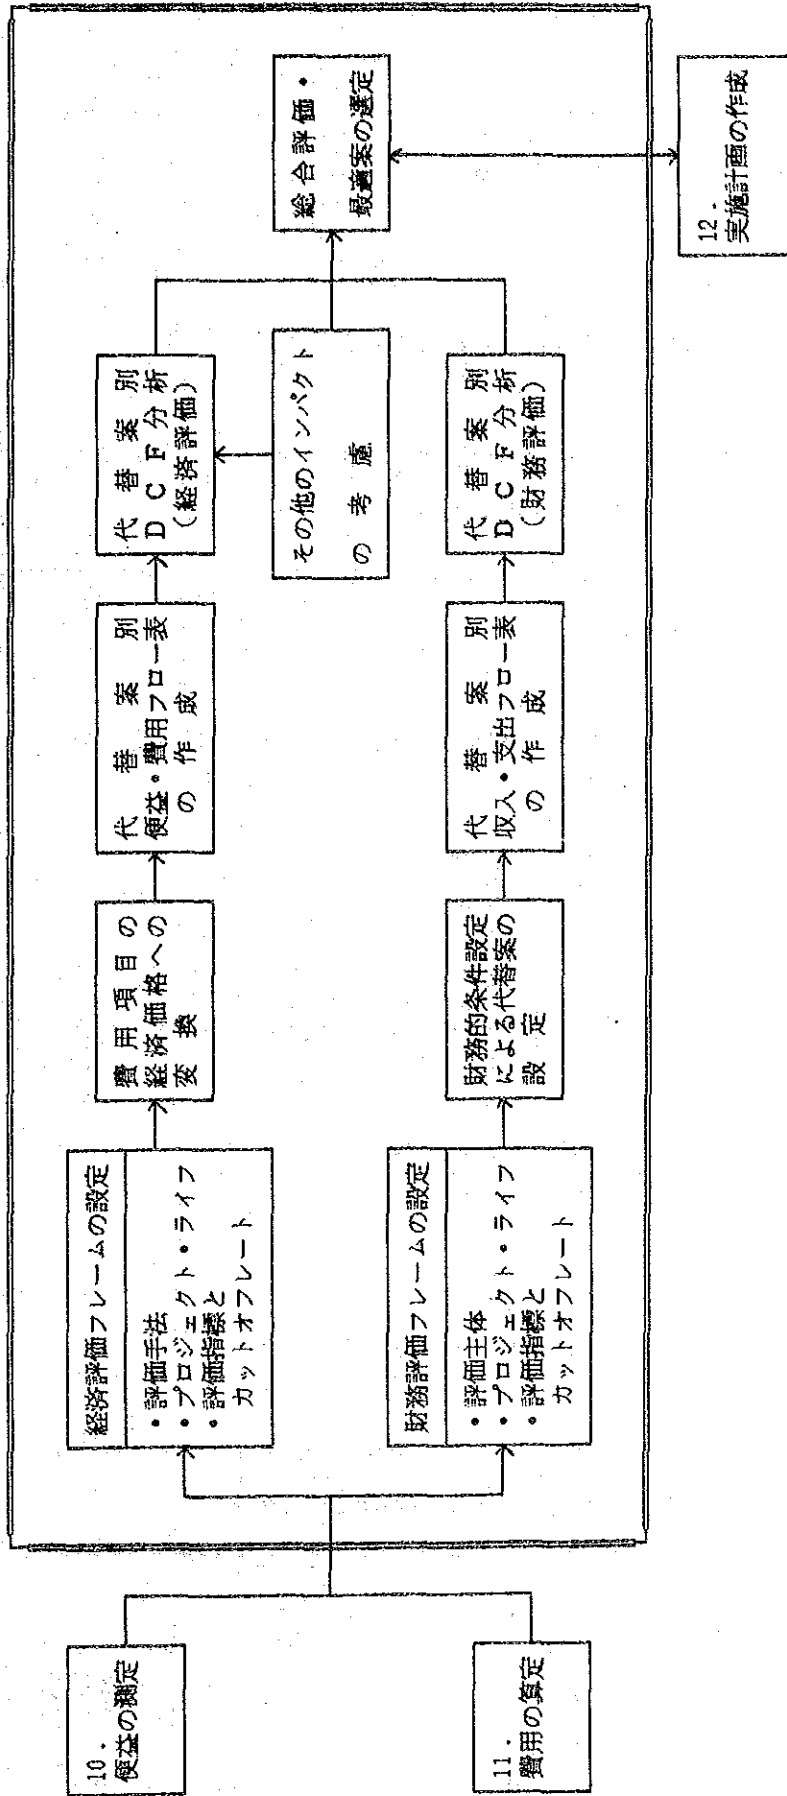 10.
便益の測定
11.
費用の算定
経済評価フレームの設定
・評価手法
・プロジェクト・ライフ
・評価指標と
カットオフレート
費用項目の
経済価格への
変換
代替案別
便益・費用フロー表
の作成
代替案別
DCF分析
(経済評価)
その他のインパクト
の考慮
財務評価フレームの設定
・評価主体
・プロジェクト・ライフ
・評価指標と
カットオフレート
財務的条件設定
による代替案の
設定
代替案別
収入・支出フロー表
の作成
代替案別
DCF分析
(財務評価)
総合評価・
最適案の選定
12.
実施計画の作成